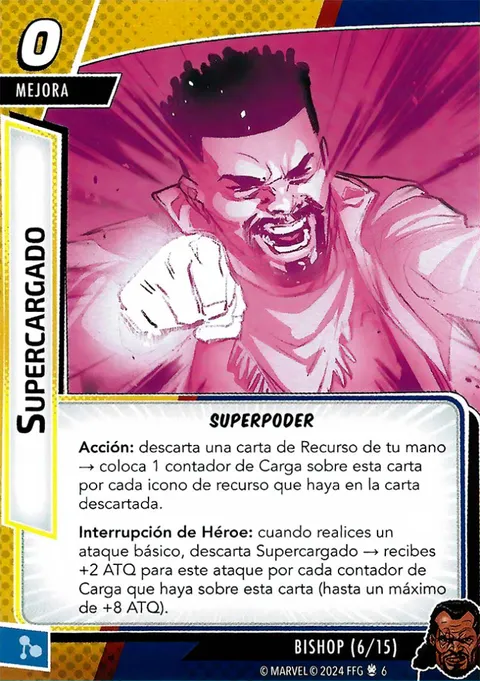 0
MEJORA
SUPERCARGADO
SUPERPODER
Acción: descarta una carta de Recurso de tu mano
→ coloca 1 contador de Carga sobre esta carta
por cada icono de recurso que haya en la carta
descartada.
Interrupción de Héroe: cuando realices un
ataque básico, descarta Supercargado → recibes
+2 ATQ para este ataque por cada contador de
Carga que haya sobre esta carta (hasta un máximo
de +8 ATQ).
BISHOP (6/15)
© MARVEL © 2024 FFG 6